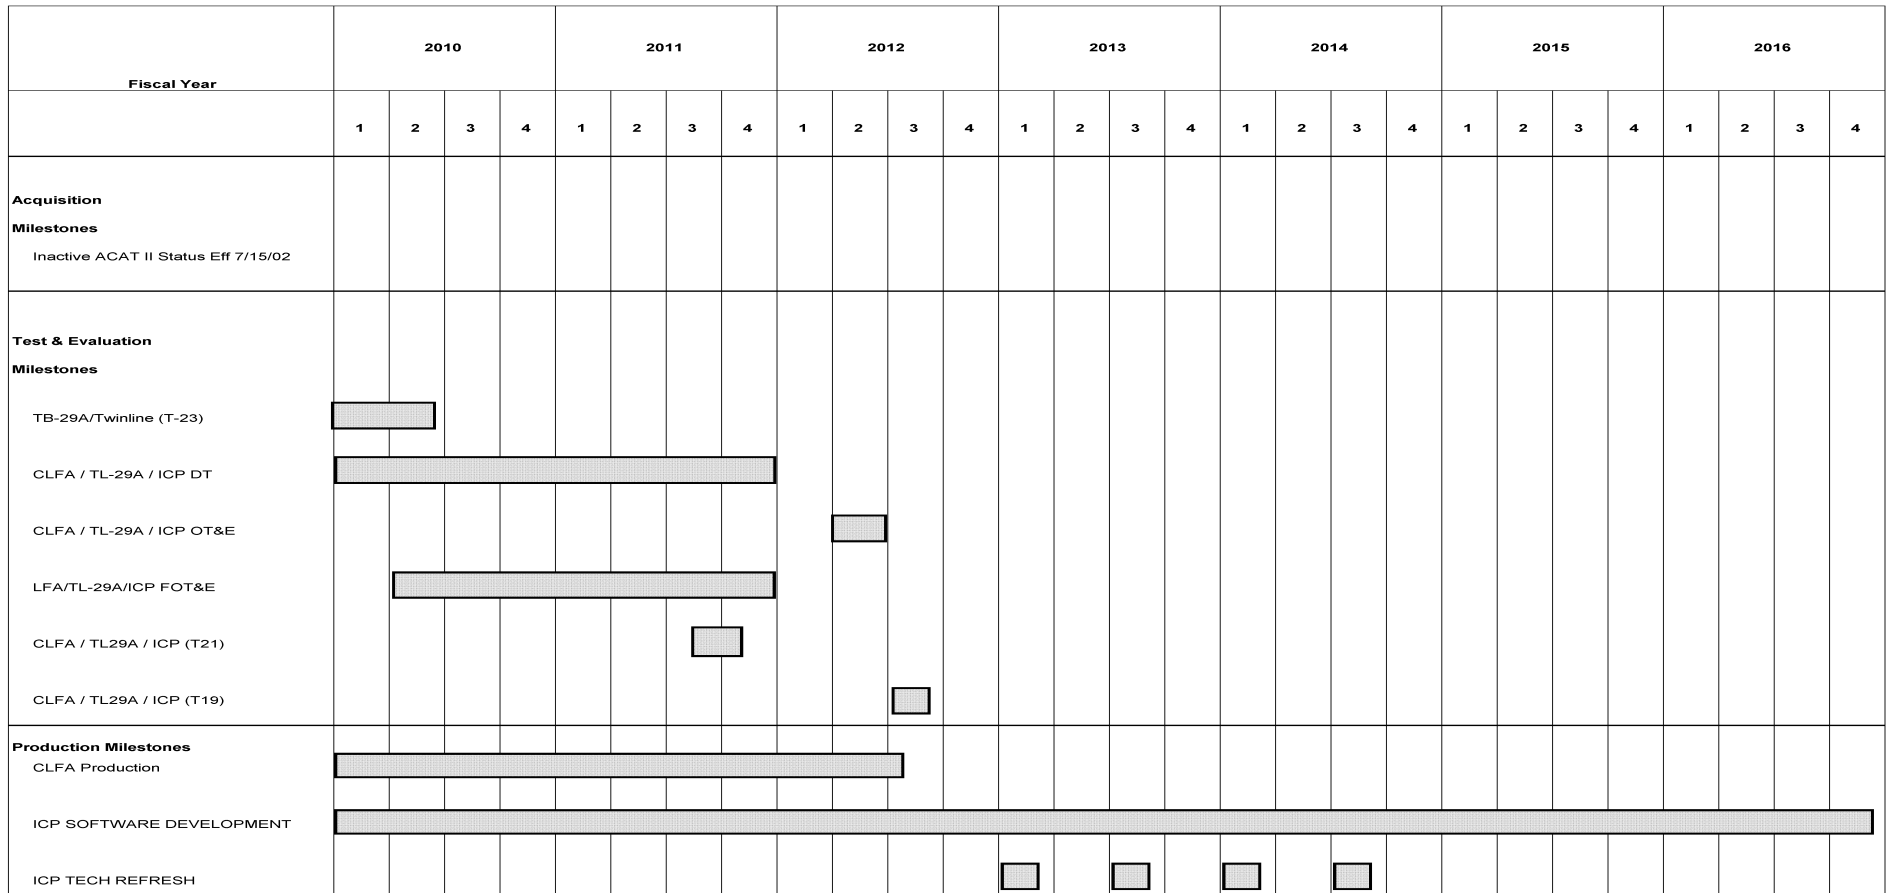 2010 2011 2012 2013 2014 2015 2016
Fiscal Year
1 2 3 4 1 2 3 4 1 2 3 4 1 2 3 4 1 2 3 4 1 2 3 4 1 2 3 4
Acquisition
Milestones
Inactive ACAT II Status Eff 7/15/02
Test & Evaluation
Milestones
TB-29A/Twinline (T-23)
CLFA / TL-29A / ICP DT
CLFA / TL-29A / ICP OT&E
LFA/TL-29A/ICP FOT&E
CLFA / TL29A / ICP (T21)
CLFA / TL29A / ICP (T19)
Production Milestones
CLFA Production
ICP SOFTWARE DEVELOPMENT
ICP TECH REFRESH